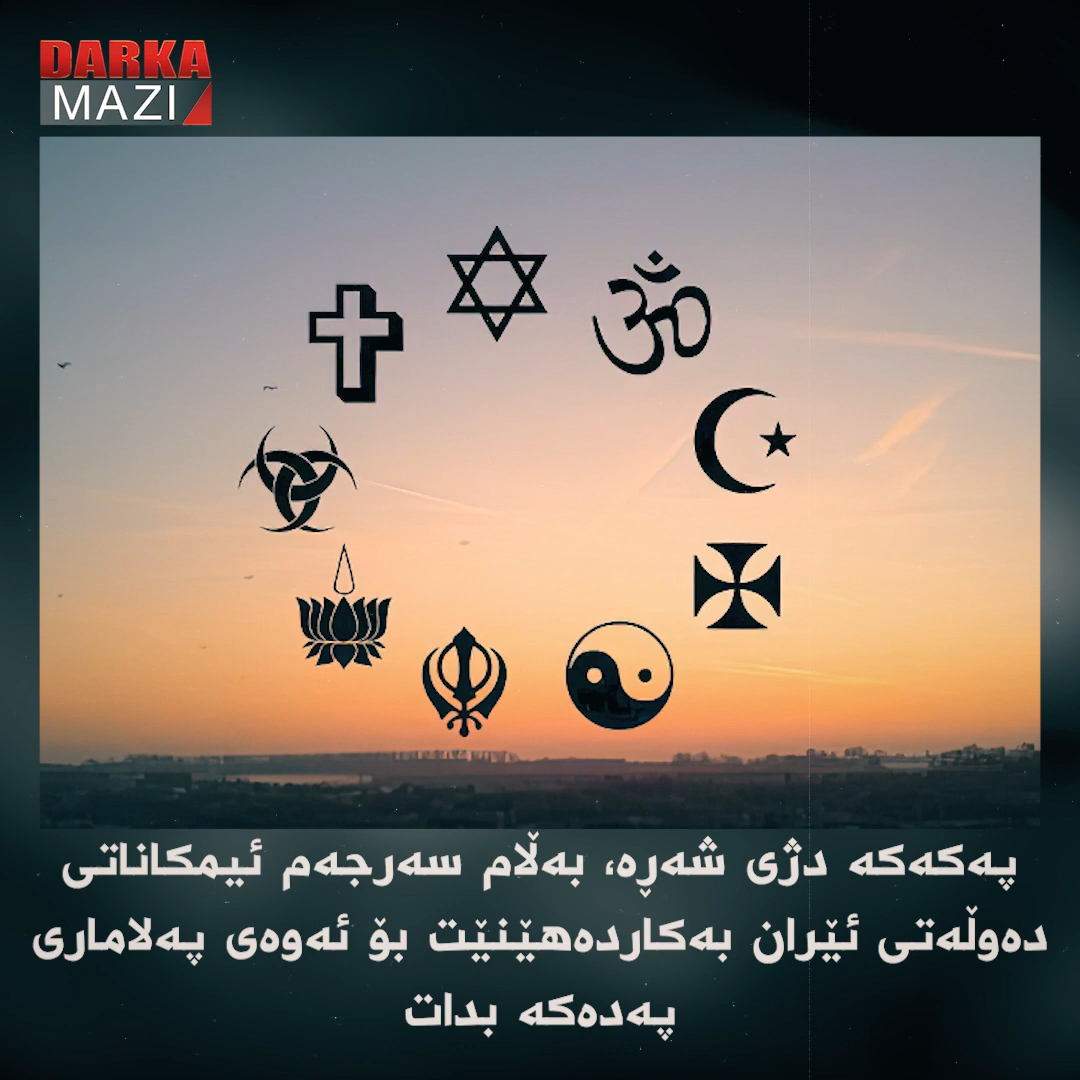 DARKA
MAZI
پەکەکە دژی شەڕە، بەڵام سەرجەم ئیمکاناتی
دەوڵەتی ئێران بەکاردەهێنێت بۆ ئەوەی پەلاماری
پەدەکە بدات